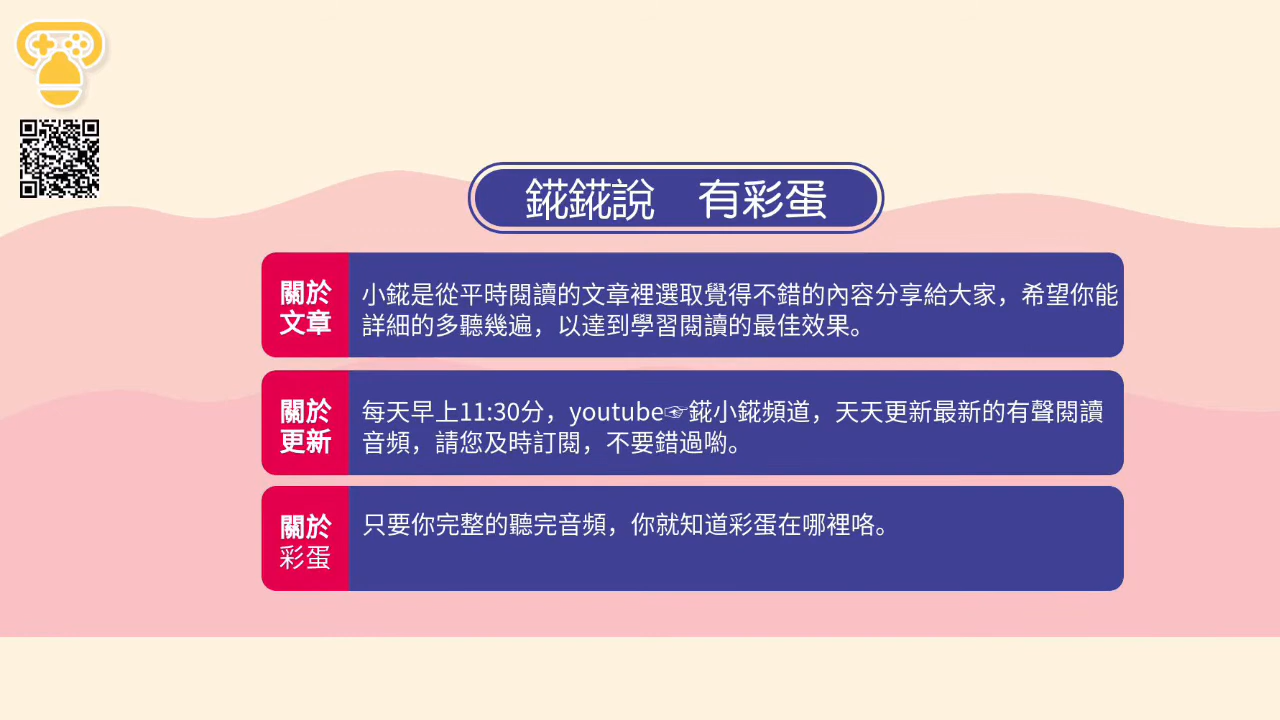 錵錵說 有彩蛋
關於
文章
小錵是從平時閱讀的文章裡選取覺得不錯的內容分享給大家，希望你能
詳細的多聽幾遍，以達到學習閱讀的最佳效果。
關於
更新
每天早上11:30分，youtube☞錵小錵頻道，天天更新最新的有聲閱讀
音頻，請您及時訂閱，不要錯過喲。
關於
彩蛋
只要你完整的聽完音頻，你就知道彩蛋在哪裡咯。